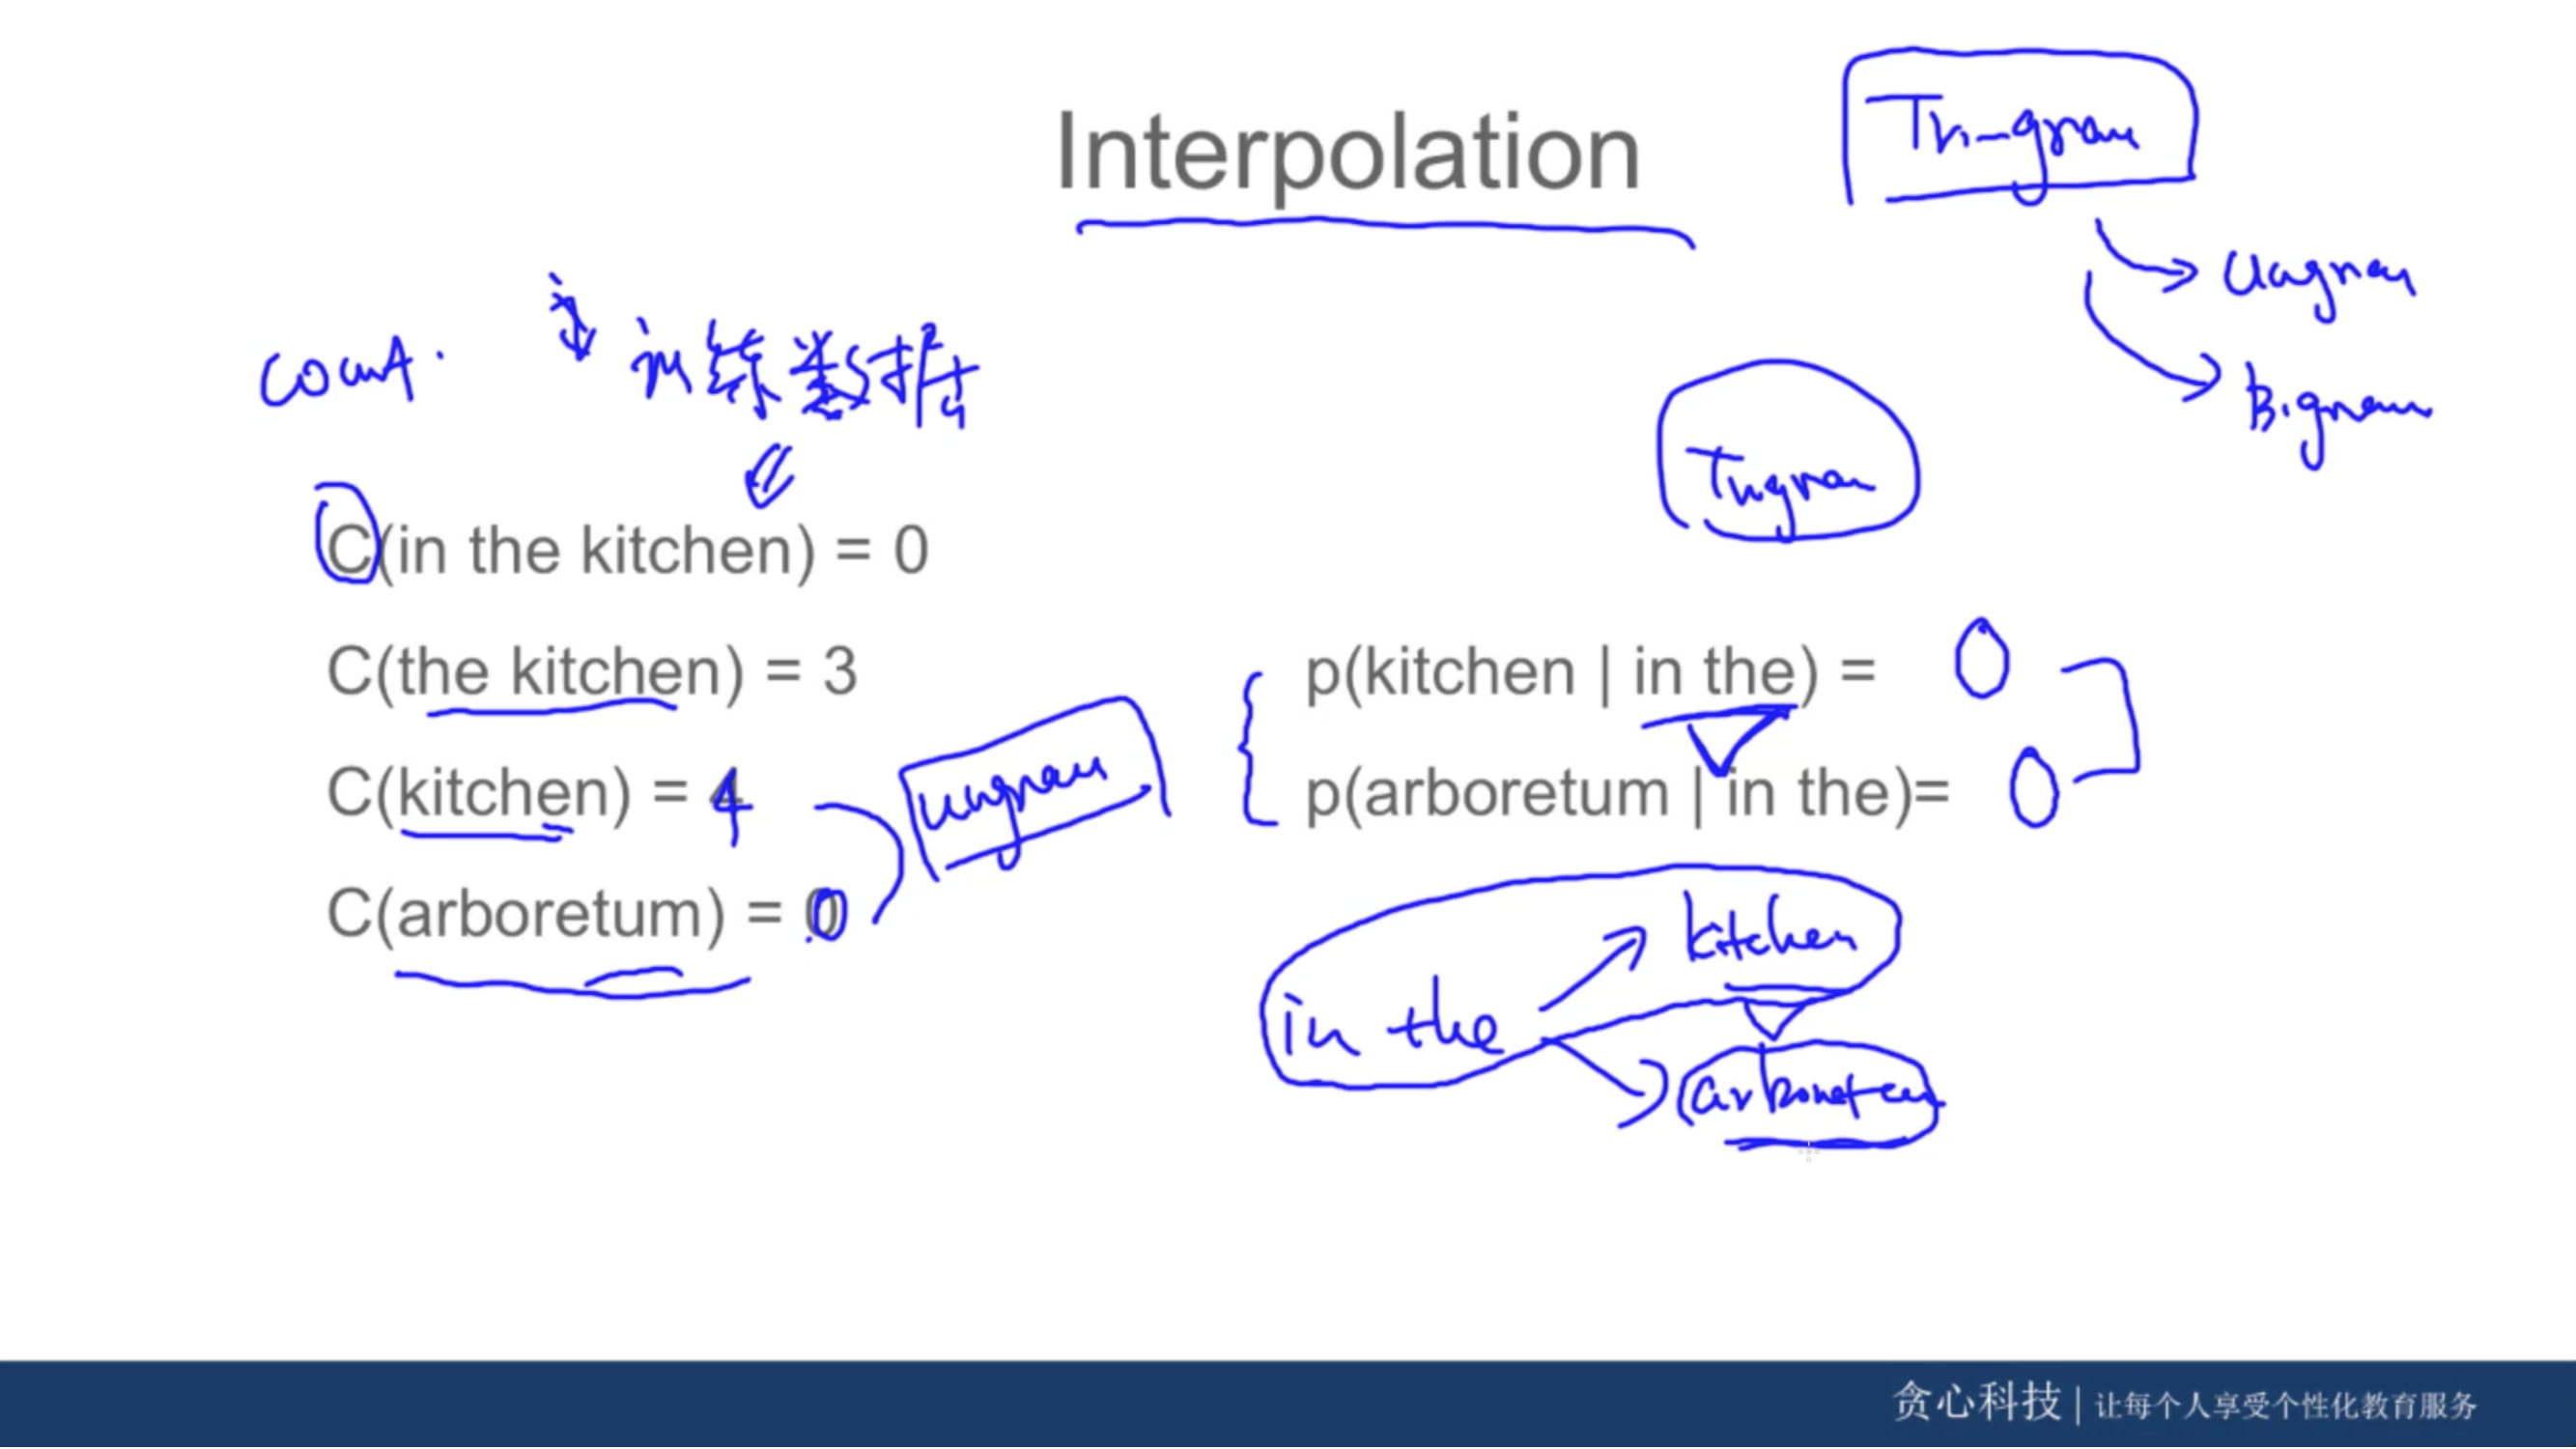 Interpolation
Tri-gram
Unigram
Bigram
count.
训练数据库
Trigram
C(in the kitchen) = 0
C(the kitchen) = 3
C(kitchen) = 4
C(arboretum) = 0
unigram
p(kitchen | in the) = 0
p(arboretum | in the)= 0
in the
kitchen
arboretum
贪心科技 | 让每个人享受个性化教育服务